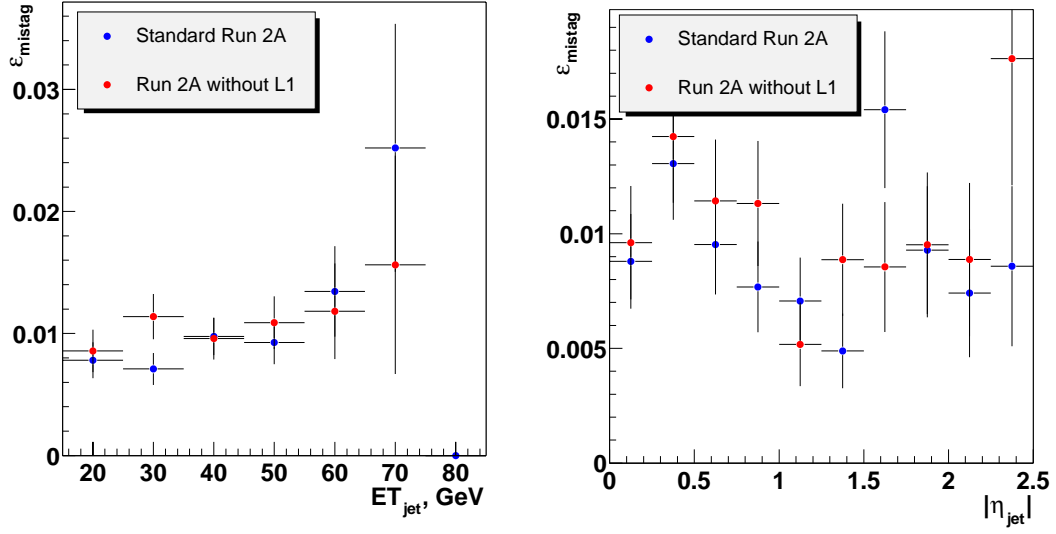 ε_mistag
Standard Run 2A
Run 2A without L1
0.03
0.02
0.01
0
20 30 40 50 60 70 80
ET_jet, GeV
ε_mistag
Standard Run 2A
Run 2A without L1
0.015
0.01
0.005
0
0 0.5 1 1.5 2 2.5
|η_jet|